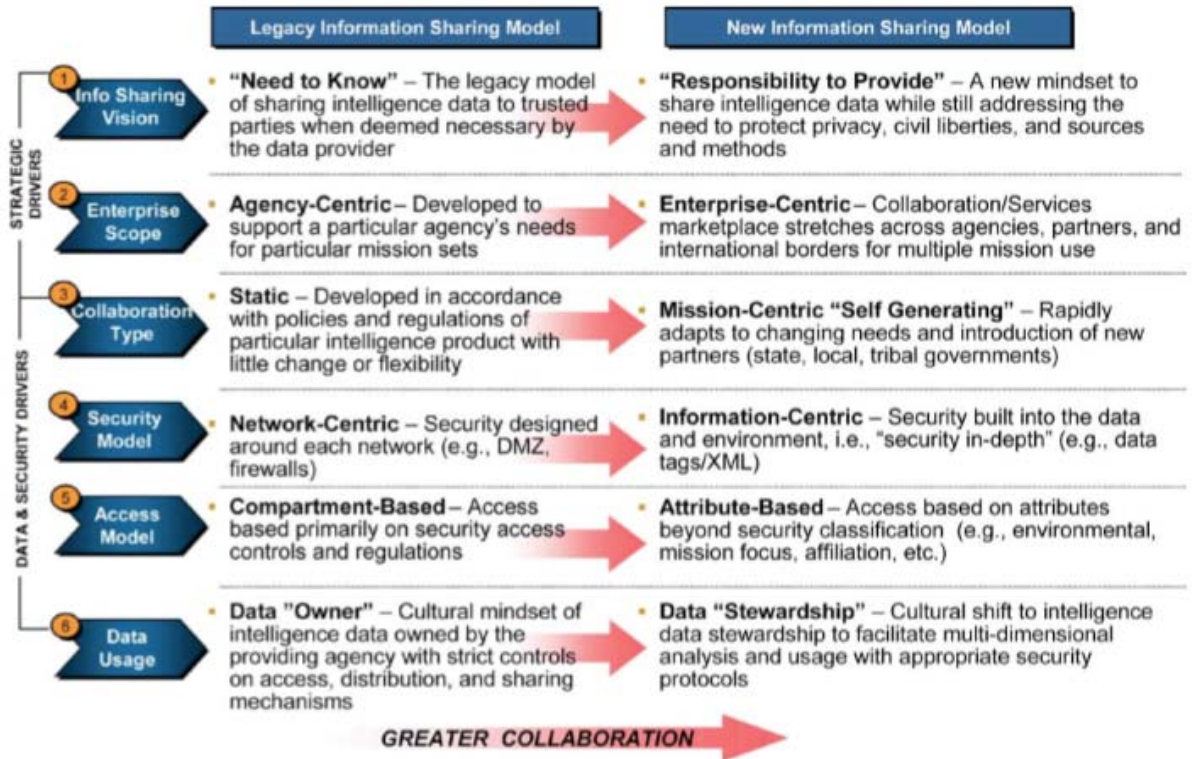 Legacy Information Sharing Model
New Information Sharing Model
STRATEGIC
DRIVERS
DATA & SECURITY DRIVERS
1
Info Sharing
Vision
• “Need to Know” – The legacy model
of sharing intelligence data to trusted
parties when deemed necessary by
the data provider
• “Responsibility to Provide” – A new mindset to
share intelligence data while still addressing the
need to protect privacy, civil liberties, and sources
and methods
2
Enterprise
Scope
• Agency-Centric – Developed to
support a particular agency’s needs
for particular mission sets
• Enterprise-Centric – Collaboration/Services
marketplace stretches across agencies, partners, and
international borders for multiple mission use
3
Collaboration
Type
• Static – Developed in accordance
with policies and regulations of
particular intelligence product with
little change or flexibility
• Mission-Centric “Self Generating” – Rapidly
adapts to changing needs and introduction of new
partners (state, local, tribal governments)
4
Security
Model
• Network-Centric – Security designed
around each network (e.g., DMZ,
firewalls)
• Information-Centric – Security built into the data
and environment, i.e., “security in-depth” (e.g., data
tags/XML)
5
Access
Model
• Compartment-Based – Access
based primarily on security access
controls and regulations
• Attribute-Based – Access based on attributes
beyond security classification (e.g., environmental,
mission focus, affiliation, etc.)
6
Data
Usage
• Data ”Owner” – Cultural mindset of
intelligence data owned by the
providing agency with strict controls
on access, distribution, and sharing
mechanisms
• Data “Stewardship” – Cultural shift to intelligence
data stewardship to facilitate multi-dimensional
analysis and usage with appropriate security
protocols
GREATER COLLABORATION